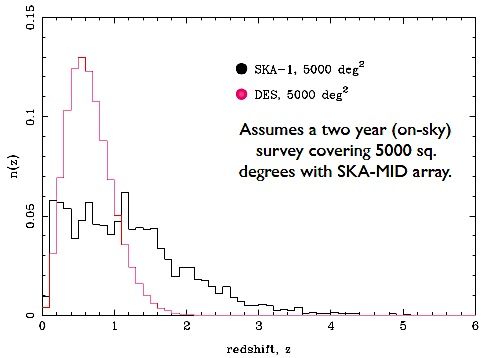 0.15
0.1
0.05
0
n(z)
SKA-1, 5000 deg²
DES, 5000 deg²
Assumes a two year (on-sky)
survey covering 5000 sq.
degrees with SKA-MID array.
0 1 2 3 4 5 6
redshift, z